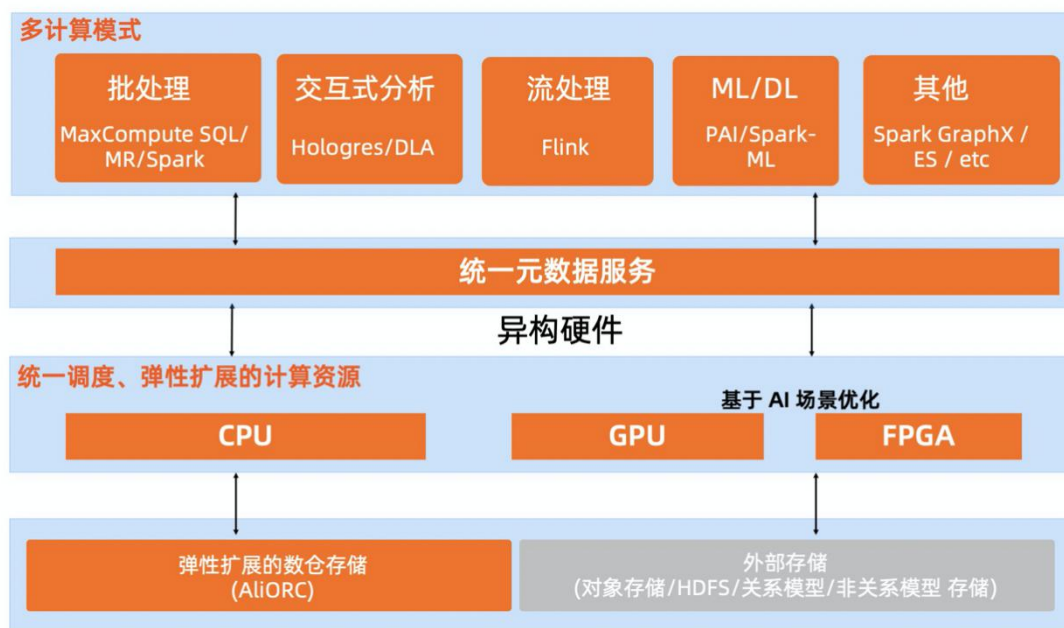 多计算模式
批处理
MaxCompute SQL/
MR/Spark
交互式分析
Hologres/DLA
流处理
Flink
ML/DL
PAI/Spark-
ML
其他
Spark GraphX /
ES / etc
统一元数据服务
异构硬件
统一调度、弹性扩展的计算资源
基于 AI 场景优化
CPU
GPU
FPGA
弹性扩展的数仓存储
(AliORC)
外部存储
(对象存储/HDFS/关系模型/非关系模型 存储)